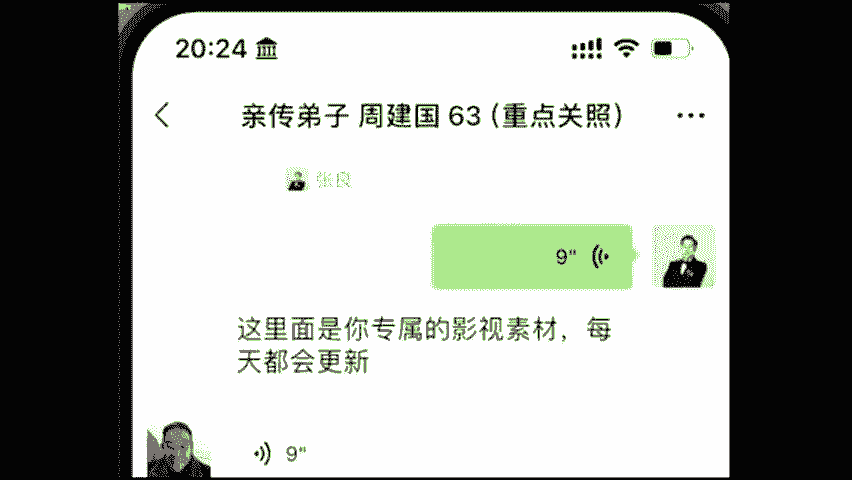 20:24
亲传弟子 周建国 63（重点关照）
张良
9"
这里面是你专属的影视素材，每
天都会更新
9"